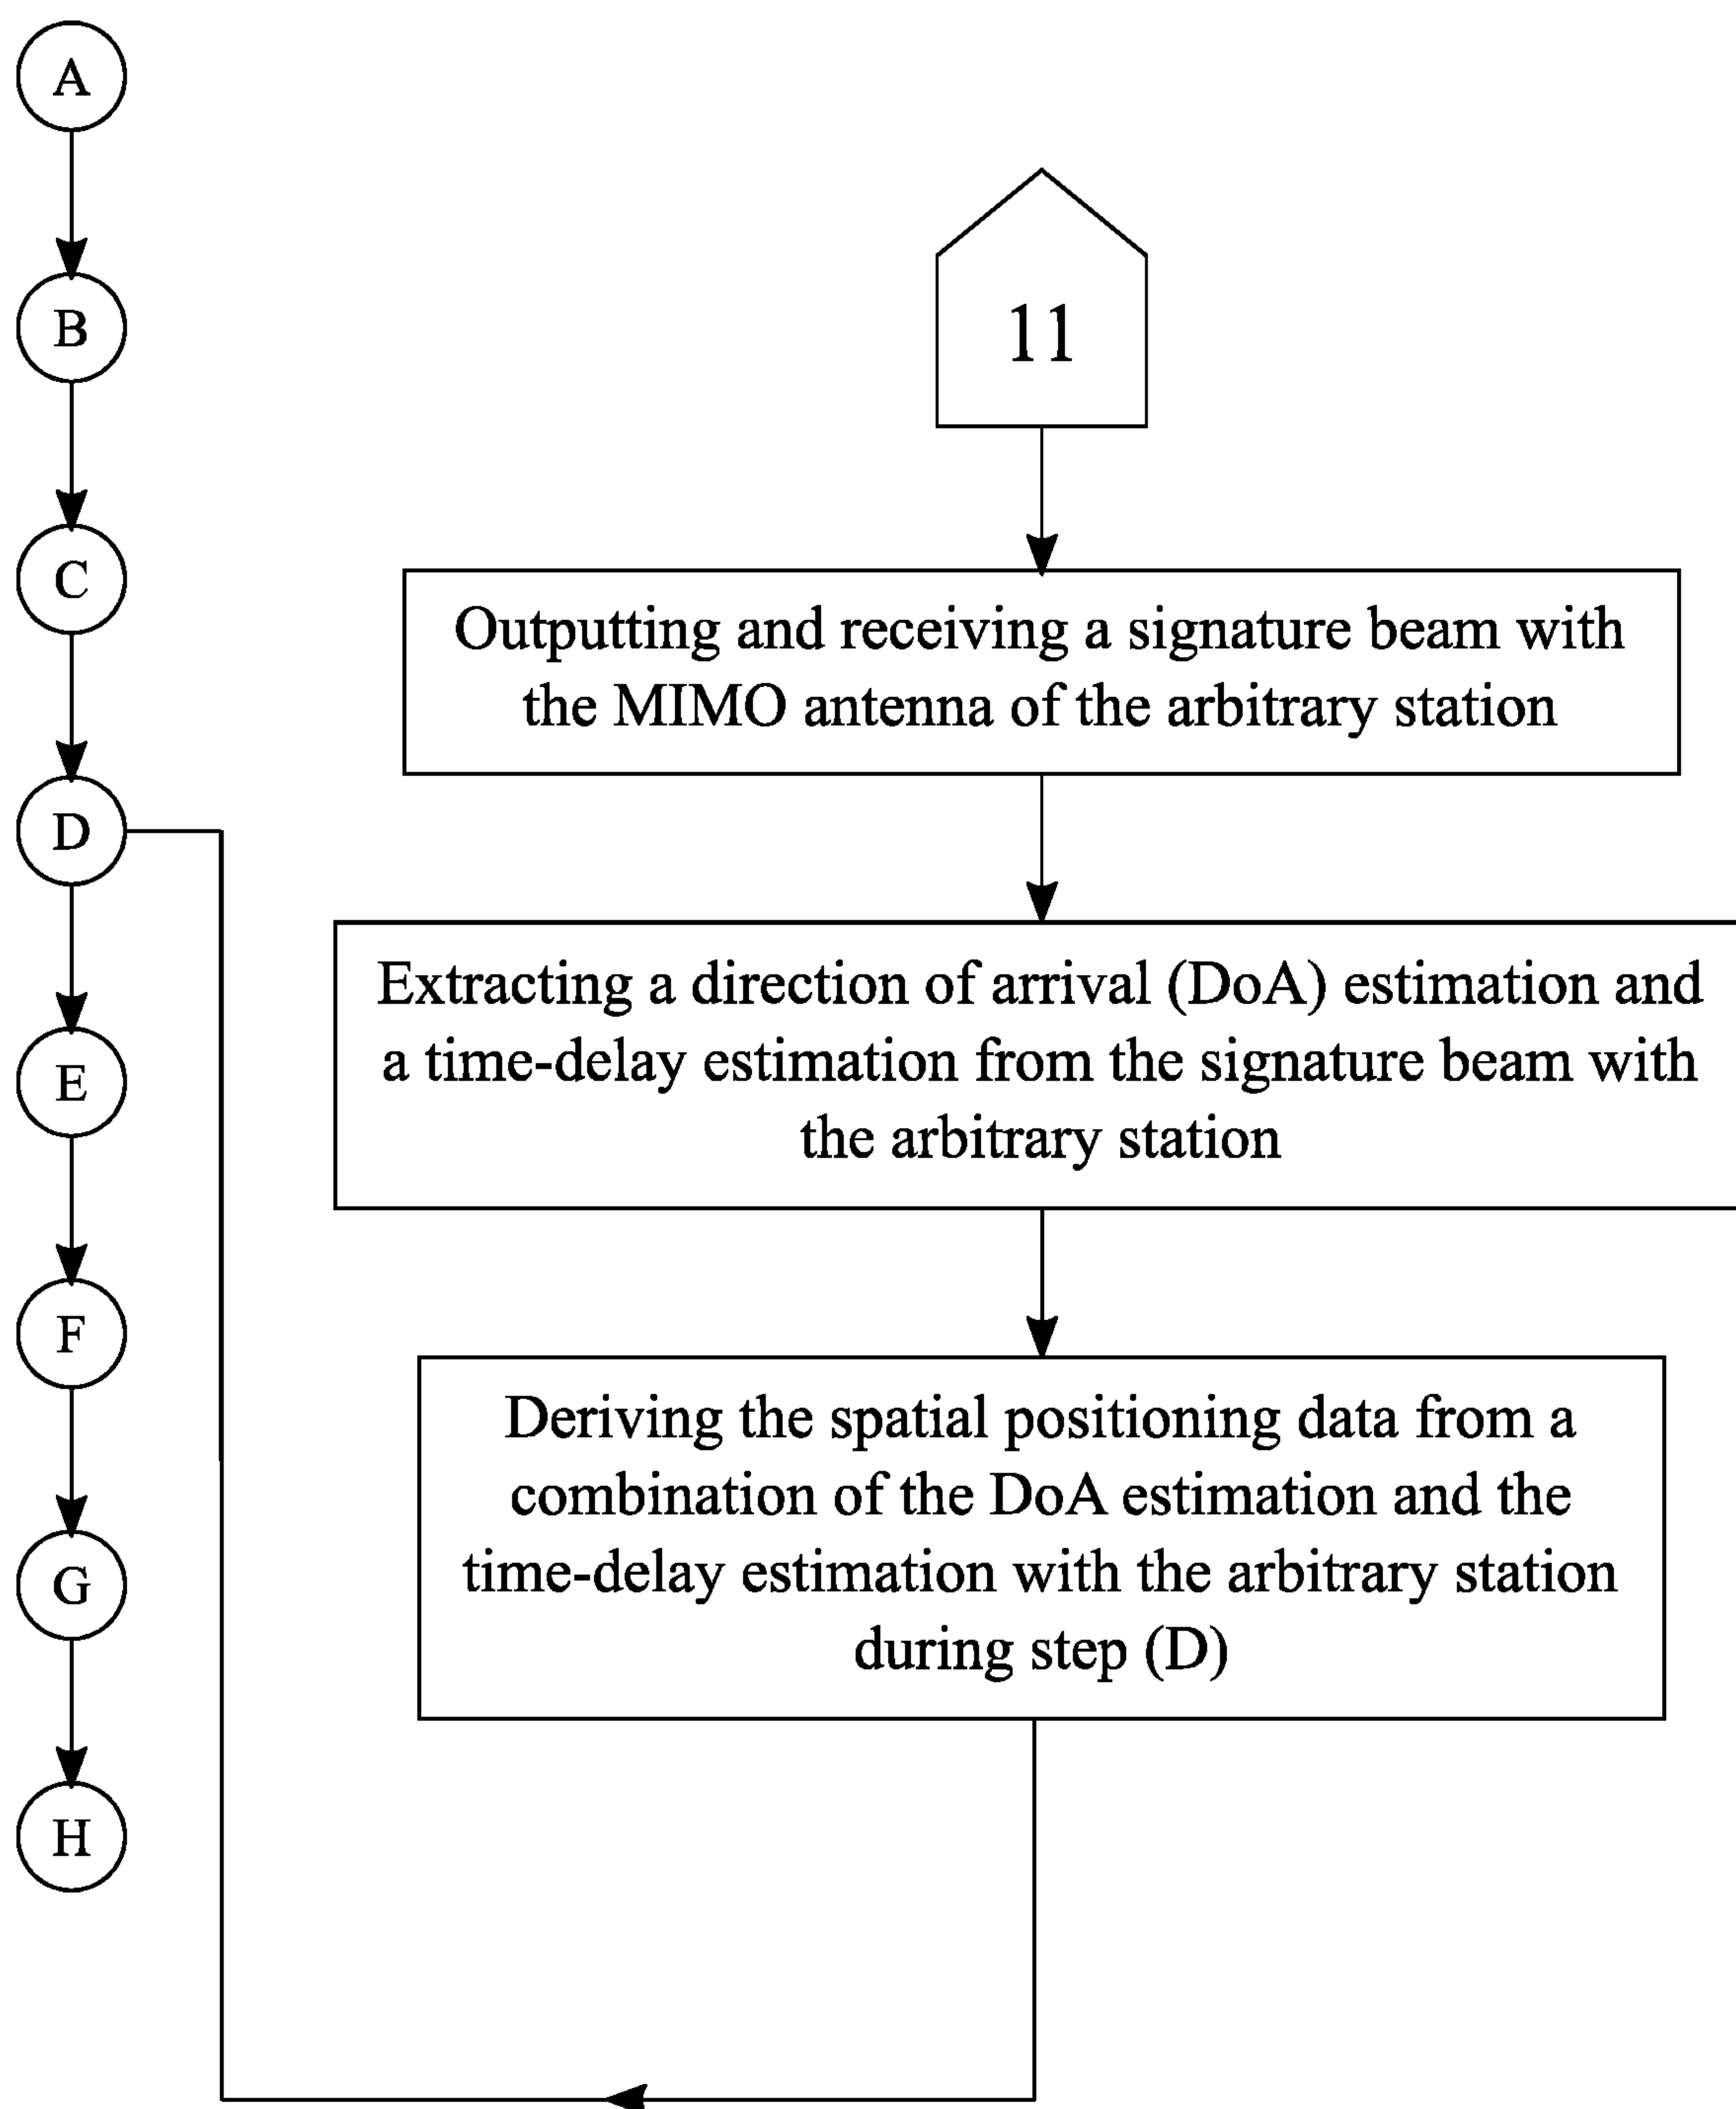 A
B
C
D
E
F
G
H
11
Outputting and receiving a signature beam with
the MIMO antenna of the arbitrary station
Extracting a direction of arrival (DoA) estimation and
a time-delay estimation from the signature beam with
the arbitrary station
Deriving the spatial positioning data from a
combination of the DoA estimation and the
time-delay estimation with the arbitrary station
during step (D)